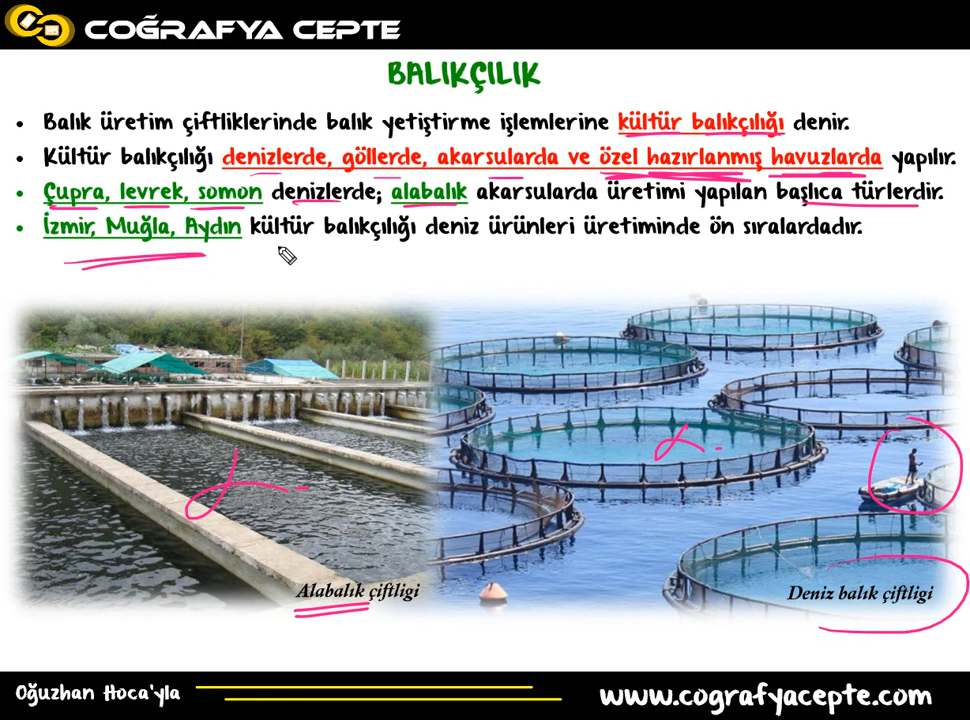 COĞRAFYA CEPTE
BALIKÇILIK
• Balık üretim çiftliklerinde balık yetiştirme işlemlerine kültür balıkçılığı denir.
• Kültür balıkçılığı denizlerde, göllerde, akarsularda ve özel hazırlanmış havuzlarda yapılır.
• Çupra, levrek, somon denizlerde; alabalık akarsularda üretimi yapılan başlıca türlerdir.
• İzmir, Muğla, Aydın kültür balıkçılığı deniz ürünleri üretiminde ön sıralardadır.
Alabalık çiftligi
Deniz balık çiftligi
Oğuzhan Hoca'yla
www.cografyacepte.com